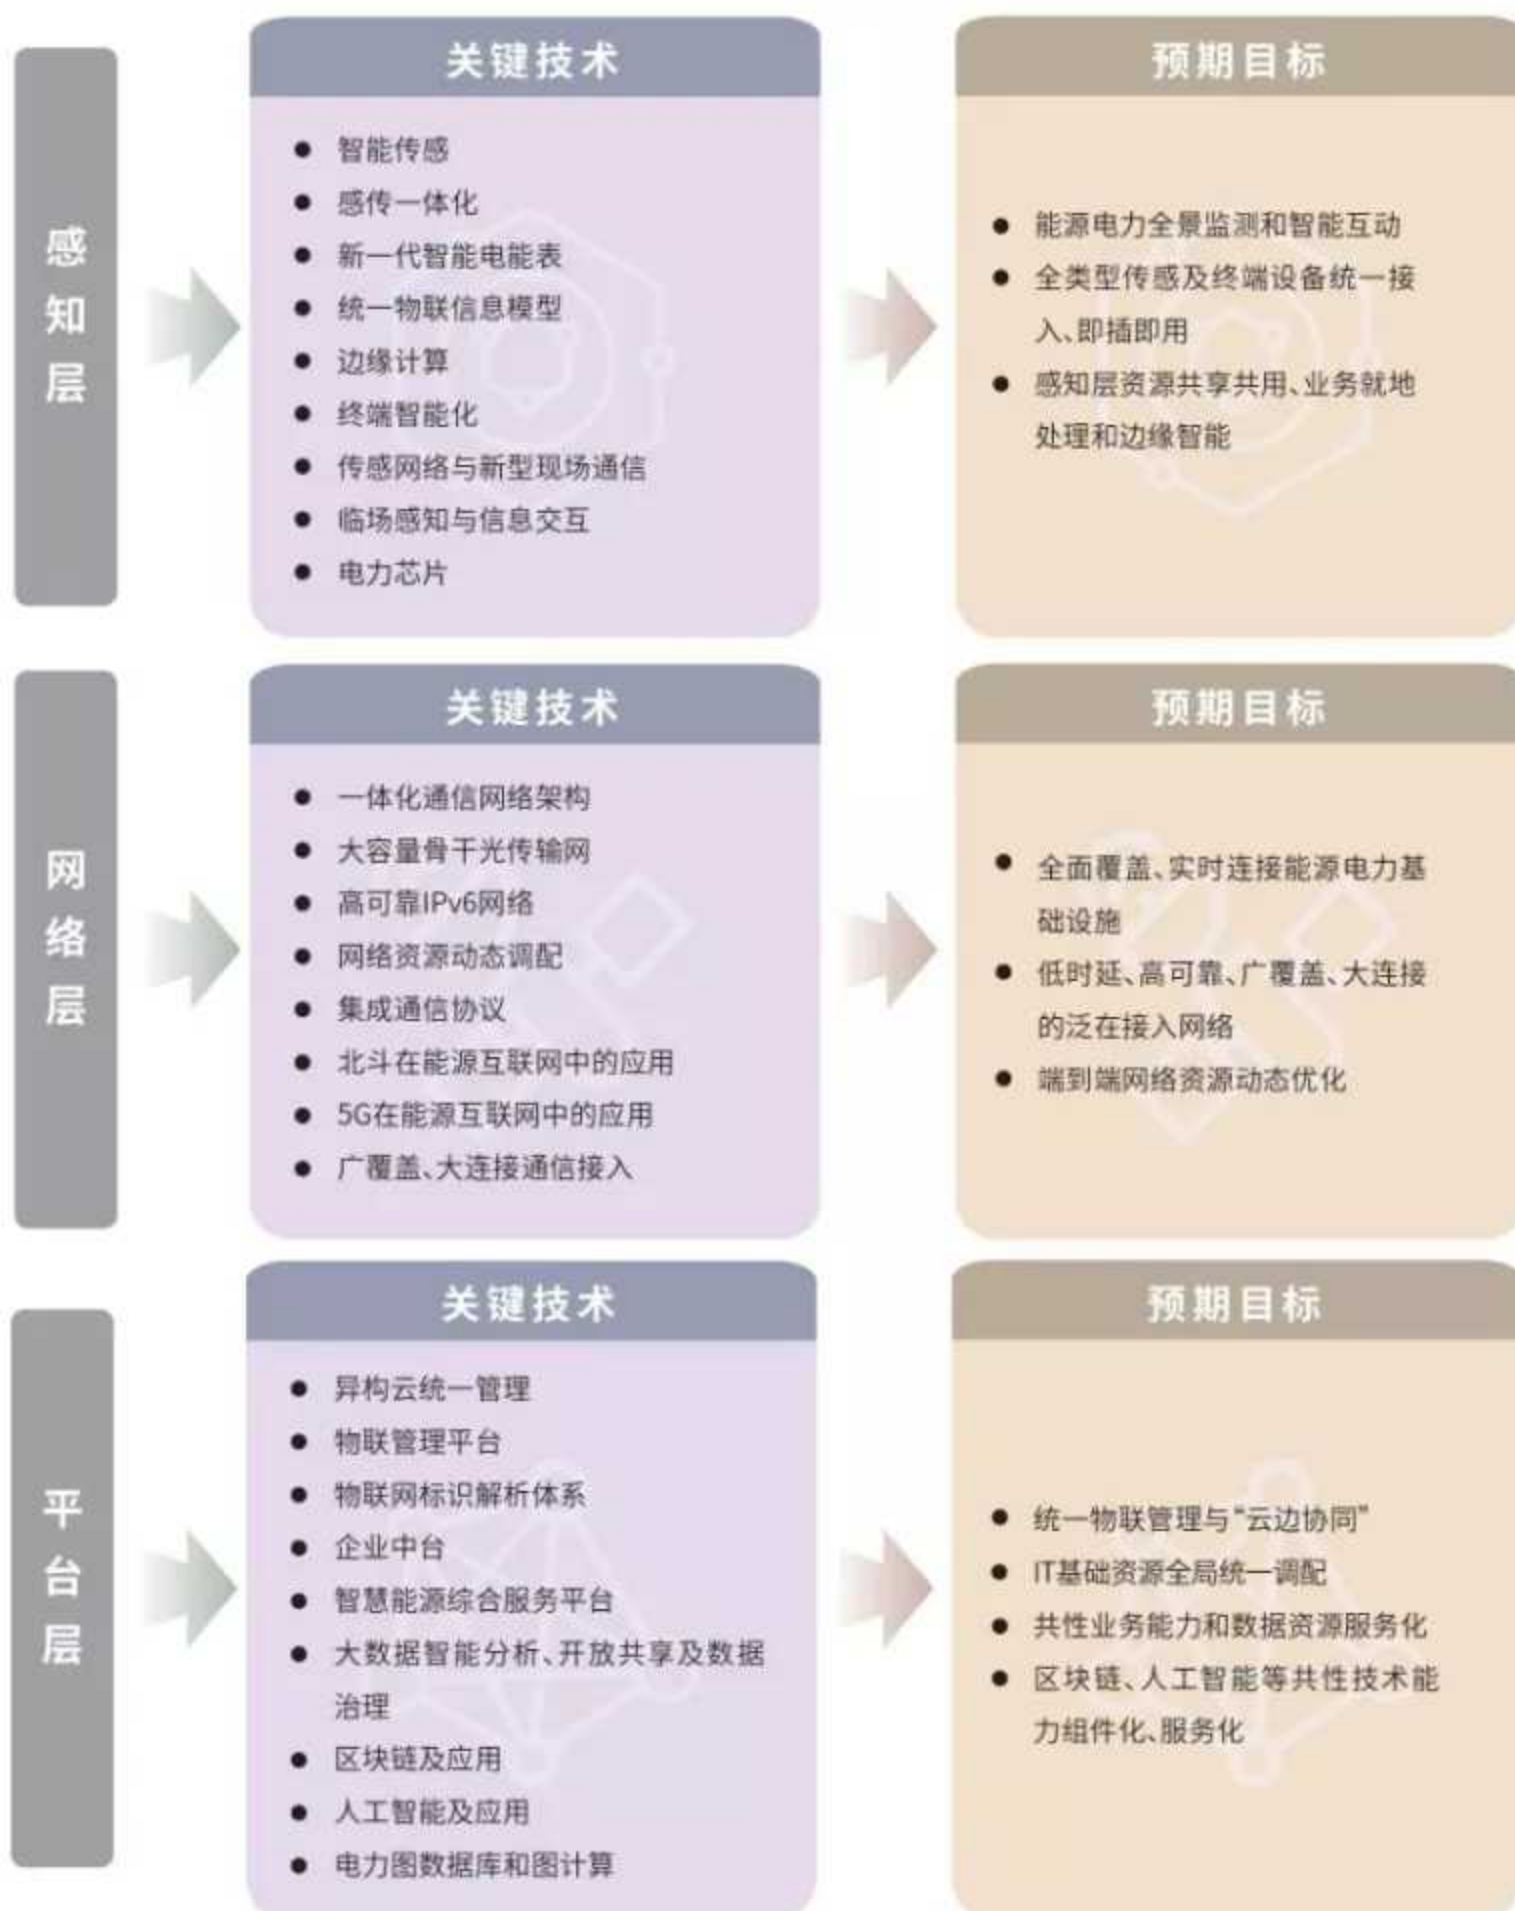 感知层
关键技术
智能传感
感传一体化
新一代智能电能表
统一物联信息模型
边缘计算
终端智能化
传感网络与新型现场通信
临场感知与信息交互
电力芯片
预期目标
能源电力全景监测和智能互动
全类型传感及终端设备统一接
入、即插即用
感知层资源共享共用、业务就地
处理和边缘智能
网络层
关键技术
一体化通信网络架构
大容量骨干光传输网
高可靠IPv6网络
网络资源动态调配
集成通信协议
北斗在能源互联网中的应用
5G在能源互联网中的应用
广覆盖、大连接通信接入
预期目标
全面覆盖、实时连接能源电力基
础设施
低时延、高可靠、广覆盖、大连接
的泛在接入网络
端到端网络资源动态优化
平台层
关键技术
异构云统一管理
物联管理平台
物联网标识解析体系
企业中台
智慧能源综合服务平台
大数据智能分析、开放共享及数据
治理
区块链及应用
人工智能及应用
电力图数据库和图计算
预期目标
统一物联管理与“云边协同”
IT基础资源全局统一调配
共性业务能力和数据资源服务化
区块链、人工智能等共性技术能
力组件化、服务化